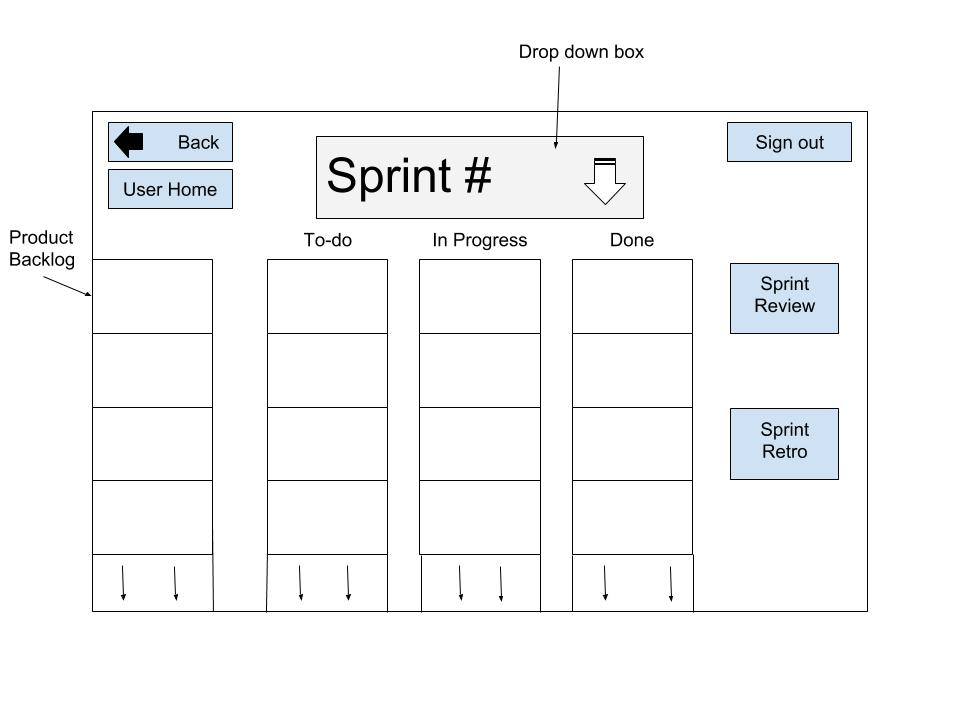 Drop down box
Back
Sign out
Sprint #
User Home
Product
Backlog
To-do
In Progress
Done
Sprint
Review
Sprint
Retro